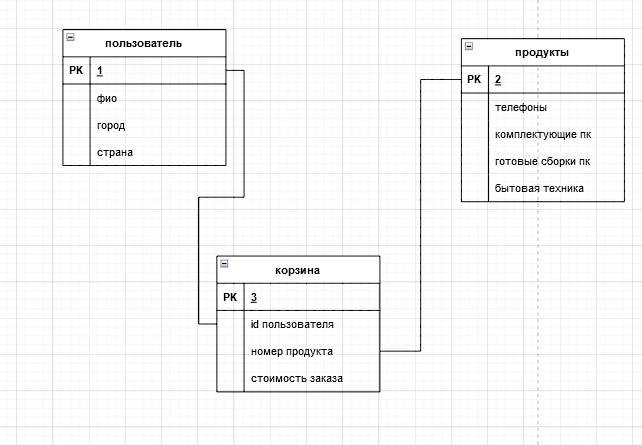 пользователь
PK 1
фио
город
страна
продукты
PK 2
телефоны
комплектующие пк
готовые сборки пк
бытовая техника
корзина
PK 3
id пользователя
номер продукта
стоимость заказа